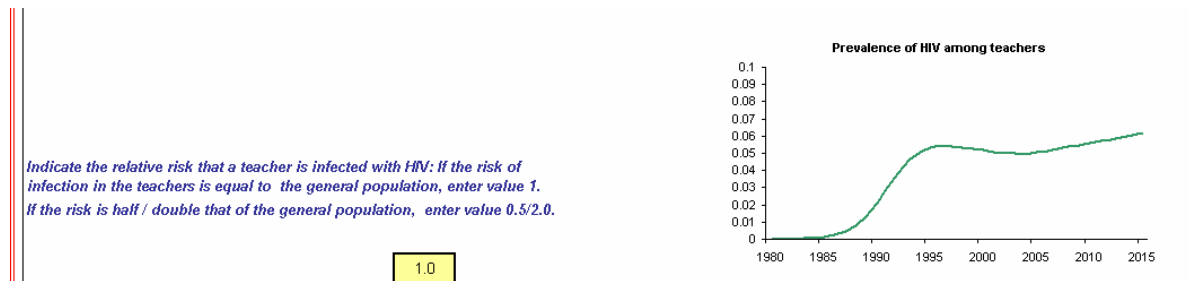 Prevalence of HIV among teachers
0.1
0.09
0.08
0.07
0.06
0.05
0.04
0.03
0.02
0.01
0
1980 1985 1990 1995 2000 2005 2010 2015
Indicate the relative risk that a teacher is infected with HIV: If the risk of
infection in the teachers is equal to the general population, enter value 1.
If the risk is half / double that of the general population, enter value 0.5/2.0.
1.0